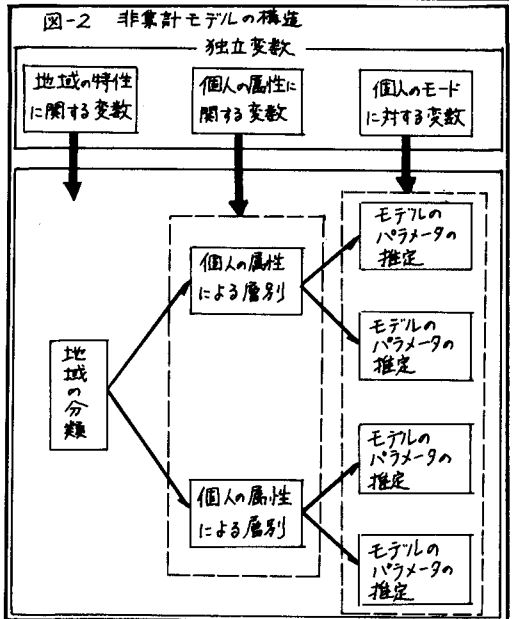 図-2 非集計モデルの構造
独立変数
地域の特性
に関する変数
個人の属性に
関する変数
個人のモード
に対する変数
地域の分類
個人の属性
による層別
個人の属性
による層別
モデルの
パラメータの
推定
モデルの
パラメータの
推定
モデルの
パラメータの
推定
モデルの
パラメータの
推定